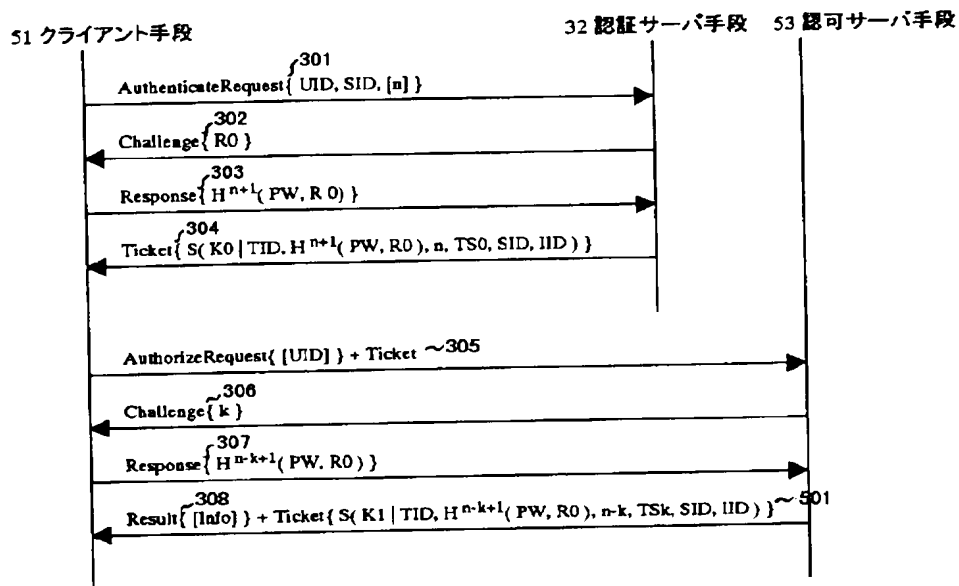 51 クライアント手段
32 認証サーバ手段
53 認可サーバ手段
301
AuthenticateRequest{ UID, SID, [n] }
302
Challenge{ R0 }
303
Response{ H^{n+1}( PW, R 0) }
304
Ticket{ S( K0 | TID, H^{n+1}( PW, R0 ), n, TS0, SID, IID ) }
AuthorizeRequest{ [UID] } + Ticket ～305
306
Challenge{ k }
307
Response{ H^{n-k+1}( PW, R0 ) }
308
Result{ [Info} } + Ticket{ S( K1 | TID, H^{n-k+1}( PW, R0 ), n-k, TSk, SID, IID ) } ～501